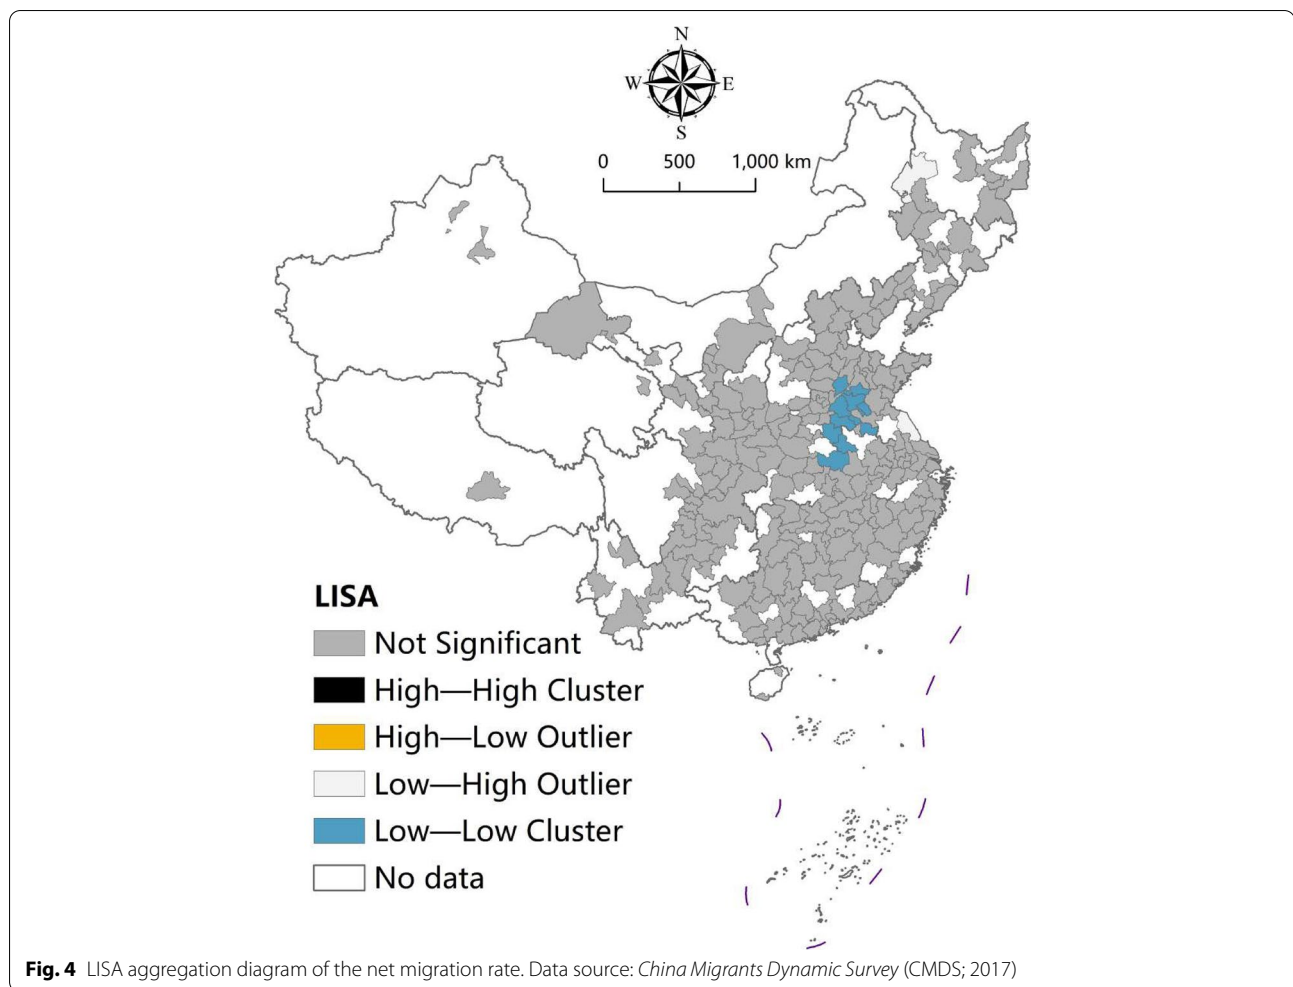 N
W E
S
0 500 1,000 km
LISA
Not Significant
High—High Cluster
High—Low Outlier
Low—High Outlier
Low—Low Cluster
No data
Fig. 4 LISA aggregation diagram of the net migration rate. Data source: China Migrants Dynamic Survey (CMDS; 2017)